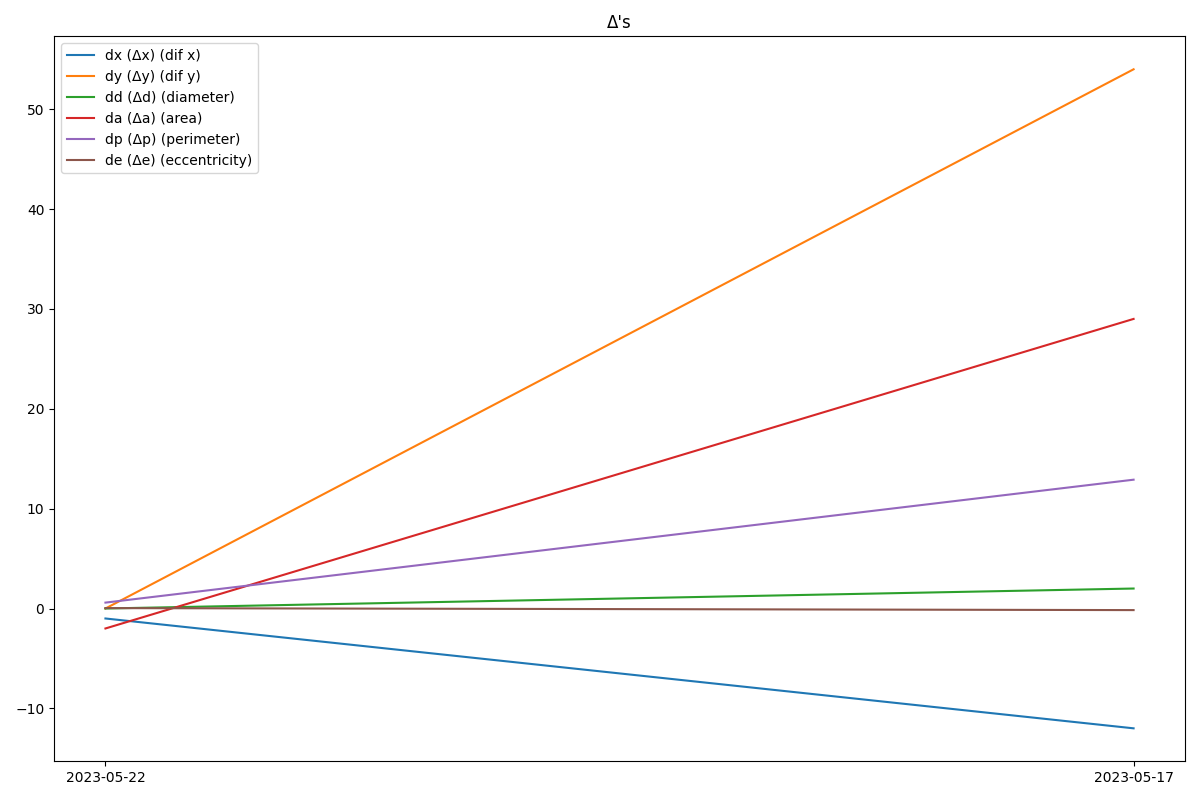 Δ's
dx (Δx) (dif x)
dy (Δy) (dif y)
dd (Δd) (diameter)
da (Δa) (area)
dp (Δp) (perimeter)
de (Δe) (eccentricity)
50
40
30
20
10
0
−10
2023-05-22
2023-05-17